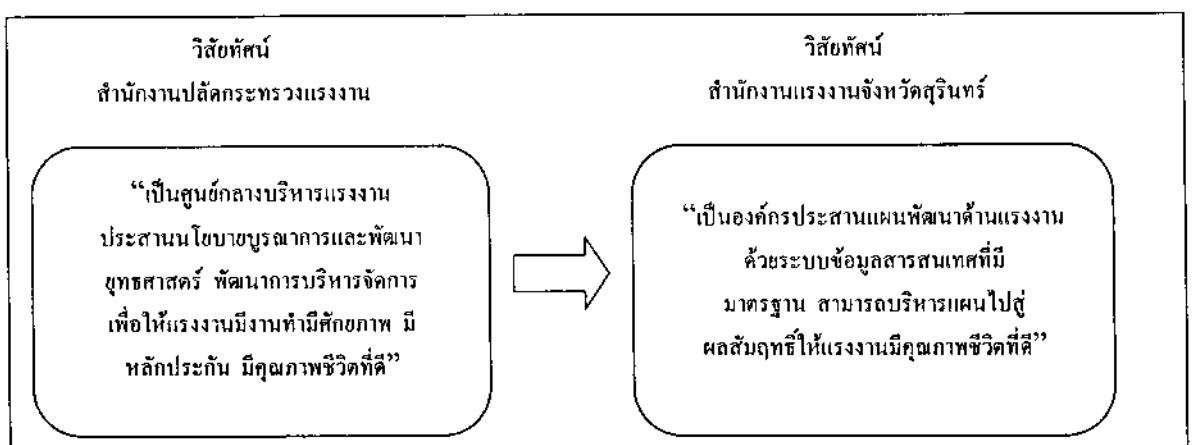 วิสัยทัศน์
สำนักงานปลัดกระทรวงแรงงาน
“เป็นศูนย์กลางบริหารแรงงาน
ประสานนโยบายบูรณาการและพัฒนา
ยุทธศาสตร์ พัฒนาการบริหารจัดการ
เพื่อให้แรงงานมีงานทำมีศักยภาพ มี
หลักประกัน มีคุณภาพชีวิตที่ดี”
วิสัยทัศน์
สำนักงานแรงงานจังหวัดสุรินทร์
“เป็นองค์กรประสานแผนพัฒนาด้านแรงงาน
ด้วยระบบข้อมูลสารสนเทศที่มี
มาตรฐาน สามารถบริหารแผนไปสู่
ผลสัมฤทธิ์ให้แรงงานมีคุณภาพชีวิตที่ดี”